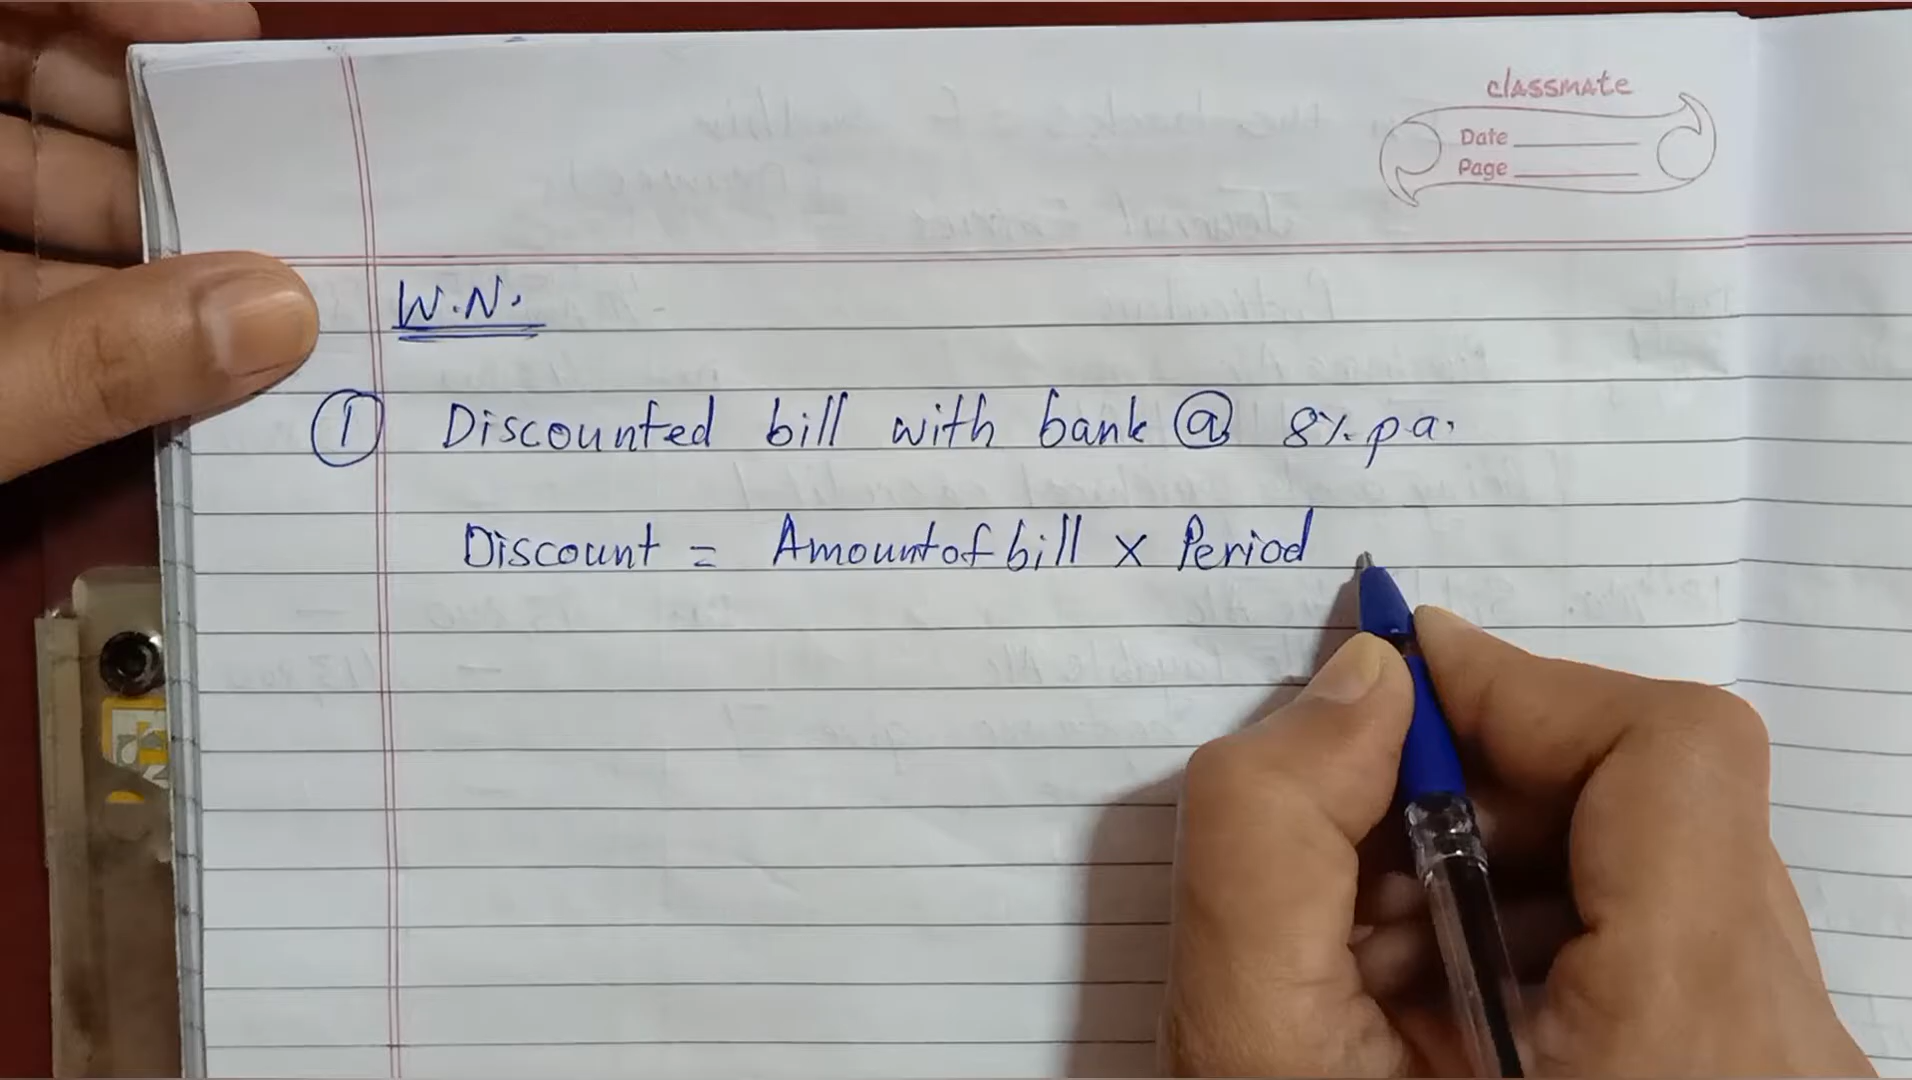 classmate
Date
Page
W.N.
1 Discounted bill with bank @ 8% p.a.
Discount = Amount of bill × Period